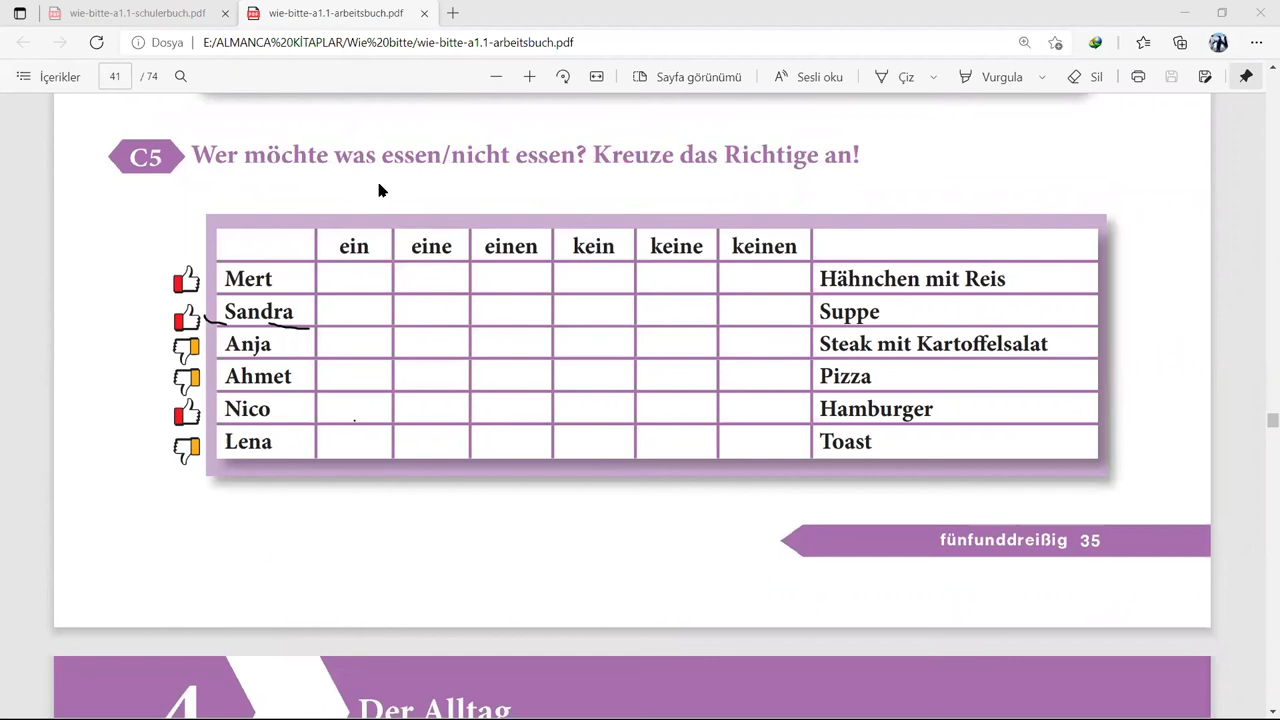 wie-bitte-a1.1-schulerbuch.pdf
wie-bitte-a1.1-arbeitsbuch.pdf
Dosya
E:/ALMANCA%20KİTAPLAR/Wie%20bitte/wie-bitte-a1.1-arbeitsbuch.pdf
İçerikler 41 / 74 Sayfa görünümü Sesli oku Çiz Vurgula Sil
C5 Wer möchte was essen/nicht essen? Kreuze das Richtige an!
ein eine einen kein keine keinen
Mert Hähnchen mit Reis
Sandra Suppe
Anja Steak mit Kartoffelsalat
Ahmet Pizza
Nico Hamburger
Lena Toast
fünfunddreißig 35
4 Der Alltag